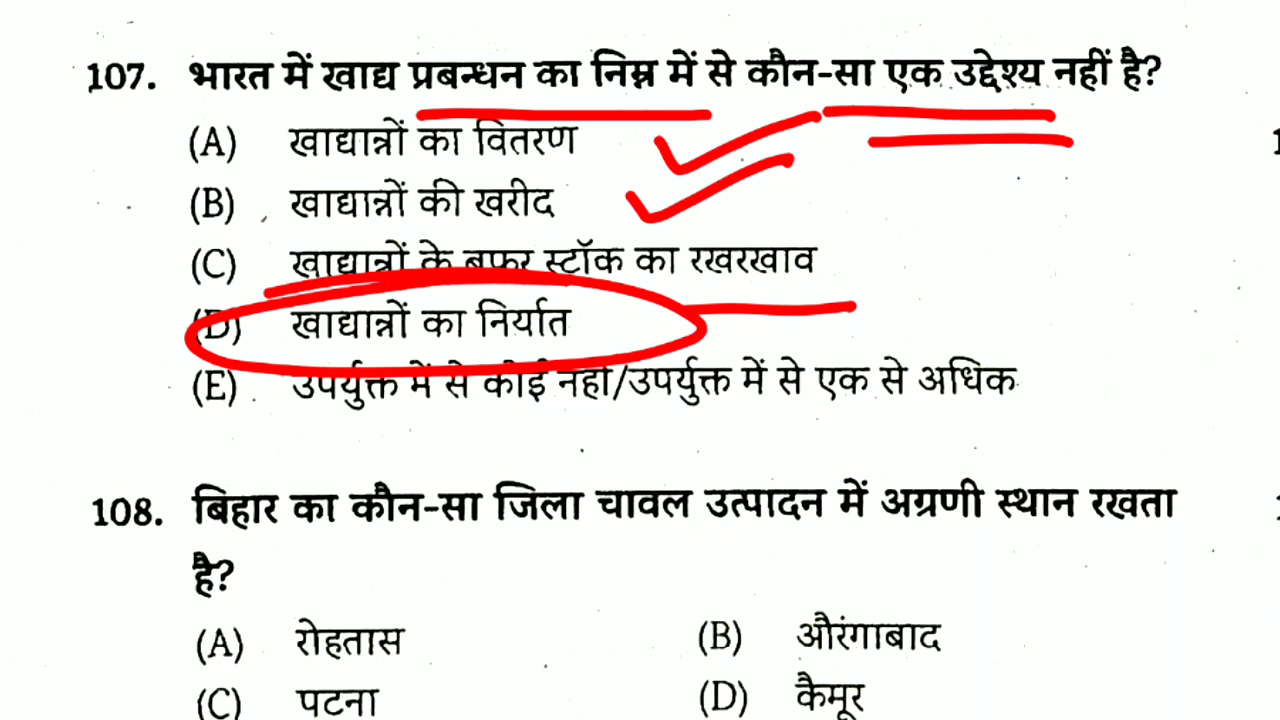 107. भारत में खाद्य प्रबन्धन का निम्न में से कौन-सा एक उद्देश्य नहीं है?
(A) खाद्यान्नों का वितरण
(B) खाद्यान्नों की खरीद
(C) खाद्यान्नों के बफर स्टॉक का रखरखाव
(D) खाद्यान्नों का निर्यात
(E) उपर्युक्त में से कोई नहीं/उपर्युक्त में से एक से अधिक
108. बिहार का कौन-सा जिला चावल उत्पादन में अग्रणी स्थान रखता
है?
(A) रोहतास (B) औरंगाबाद
(C) पटना (D) कैमूर